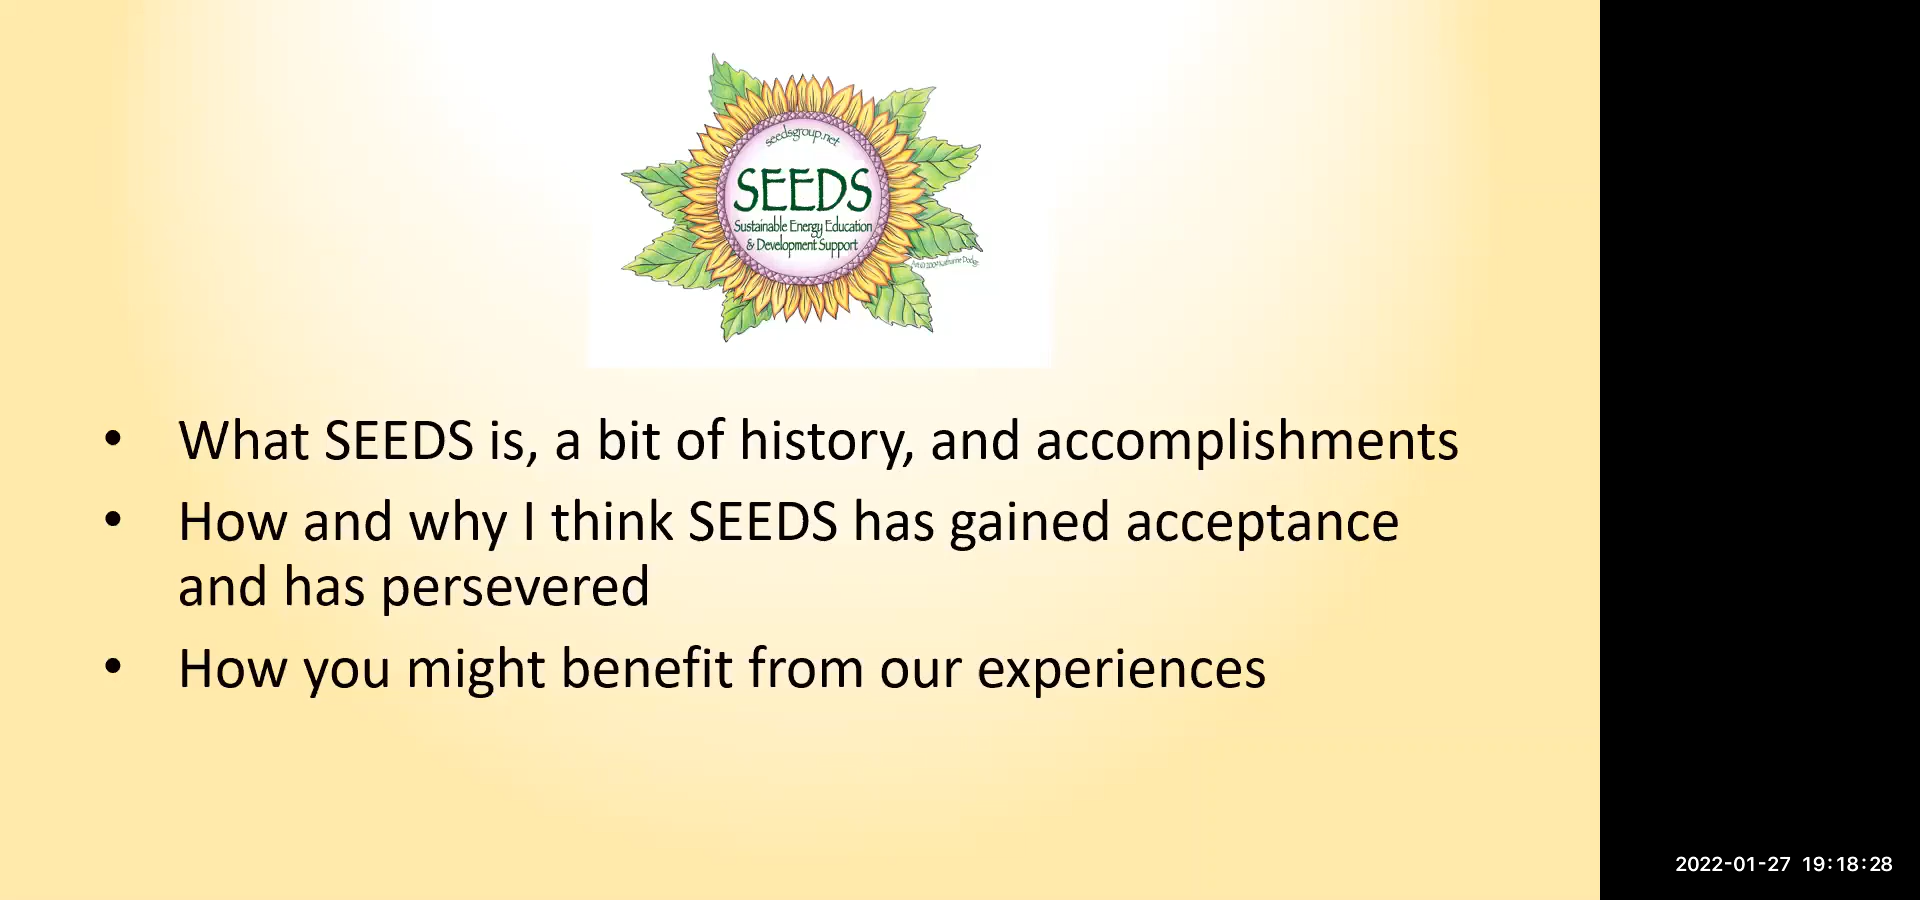 seedsgroup.net
SEEDS
Sustainable Energy Education
& Development Support
• What SEEDS is, a bit of history, and accomplishments
• How and why I think SEEDS has gained acceptance
and has persevered
• How you might benefit from our experiences
2022-01-27 19:18:28